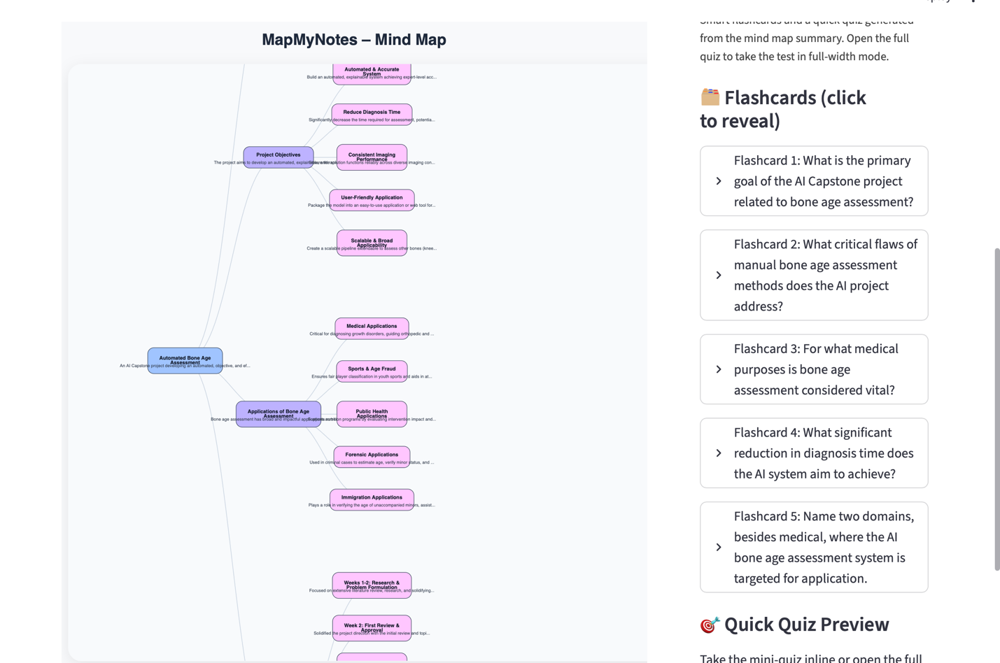 MapMyNotes – Mind Map
Automated & Accurate
System
Build an automated, explainable system achieving expert-level acc...
Reduce Diagnosis Time
Significantly decrease the time required for assessment, potentia...
Project Objectives
The project aims to develop an automated, explai
Consistent Imaging
Performance
solution functions reliably across diverse imaging con...
User-Friendly Application
Package the model into an easy-to-use application or web tool for...
Scalable & Broad
Applicability
Create a scalable pipeline extendable to assess other bones (knee...
Medical Applications
Critical for diagnosing growth disorders, guiding orthopedic and ...
Automated Bone Age
Assessment
An AI Capstone project developing an automated, objective, and ef...
Sports & Age Fraud
Ensures fair player classification in youth sports and aids in at...
Applications of Bone Age
Assessment
Bone age assessment has broad and impactful
Public Health
Applications
nutrition programs by evaluating intervention impact and...
Forensic Applications
Used in criminal cases to estimate age, verify minor status, and ...
Immigration Applications
Plays a role in verifying the age of unaccompanied minors, assist...
Weeks 1-2: Research &
Problem Formulation
Focused on extensive literature review, research, and solidifying...
Week 2: First Review &
Approval
Solidified the project direction with the initial review and topi...
Smart flashcards and a quick quiz generated
from the mind map summary. Open the full
quiz to take the test in full-width mode.
🗂️ Flashcards (click
to reveal)
Flashcard 1: What is the primary
goal of the AI Capstone project
related to bone age assessment?
Flashcard 2: What critical flaws of
manual bone age assessment
methods does the AI project
address?
Flashcard 3: For what medical
purposes is bone age
assessment considered vital?
Flashcard 4: What significant
reduction in diagnosis time does
the AI system aim to achieve?
Flashcard 5: Name two domains,
besides medical, where the AI
bone age assessment system is
targeted for application.
🎯 Quick Quiz Preview
Take the mini-quiz inline or open the full